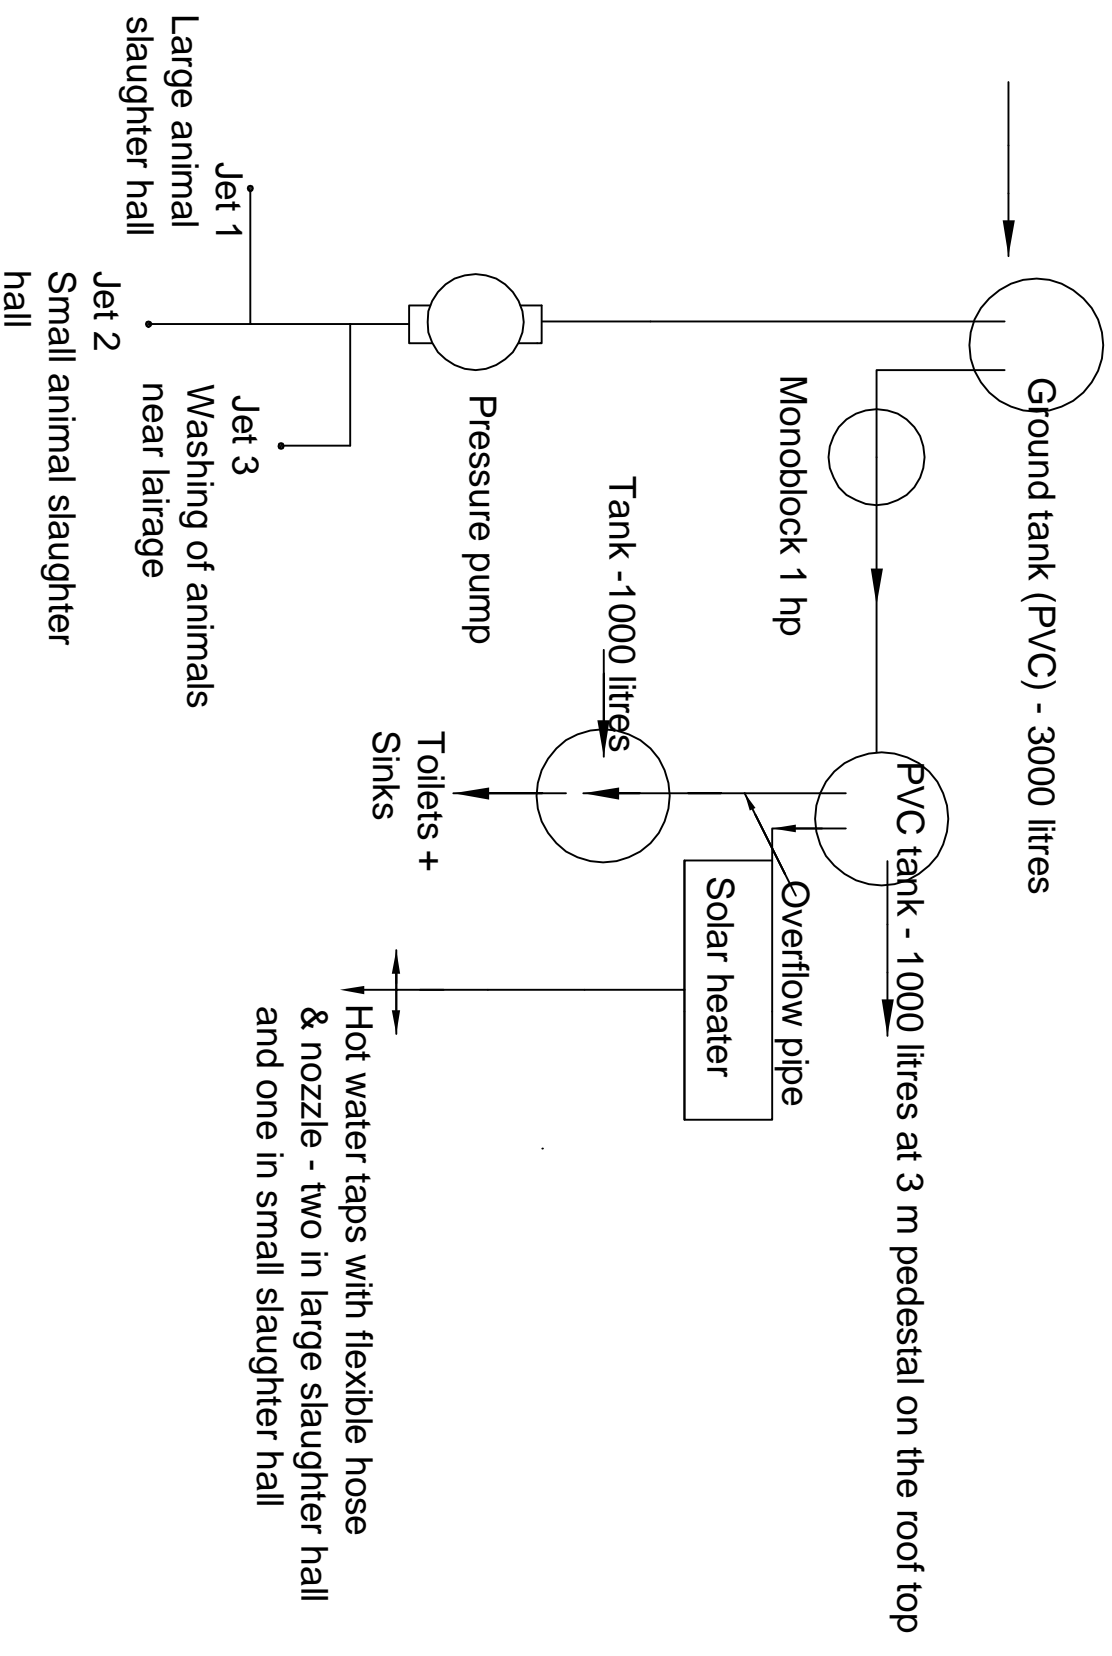 Ground tank (PVC) - 3000 litres
PVC tank - 1000 litres at 3 m pedestal on the roof top
Monoblock 1 hp
Overflow pipe
Solar heater
Tank -1000 litres
Pressure pump
Toilets +
Sinks
Hot water taps with flexible hose
& nozzle - two in large slaughter hall
and one in small slaughter hall
Jet 1
Large animal
slaughter hall
Jet 3
Washing of animals
near lairage
Jet 2
Small animal slaughter
hall